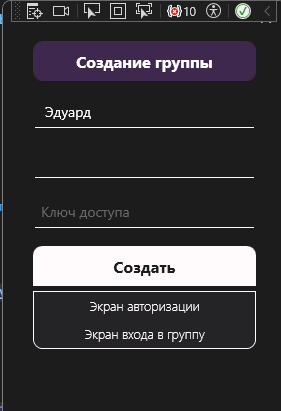 10
Создание группы
Эдуард
Ключ доступа
Создать
Экран авторизации
Экран входа в группу